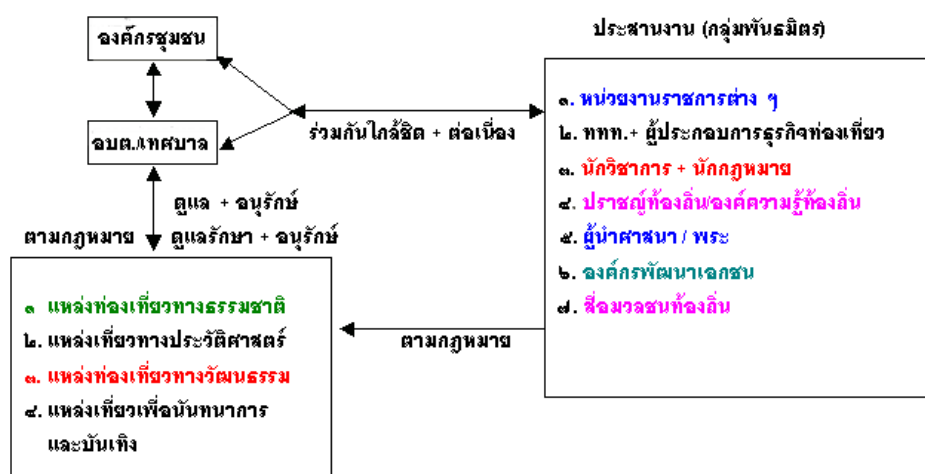 องค์กรชุมชน
อบต./เทศบาล
ประสานงาน (กลุ่มพันธมิตร)
๑. หน่วยงานราชการต่าง ๆ
๒. ททท.+ ผู้ประกอบการธุรกิจท่องเที่ยว
๓. นักวิชาการ + นักกฎหมาย
๔. ปราชญ์ท้องถิ่น/องค์ความรู้ท้องถิ่น
๕. ผู้นำศาสนา / พระ
๖. องค์กรพัฒนาเอกชน
๗. สื่อมวลชนท้องถิ่น
ร่วมกันใกล้ชิด + ต่อเนื่อง
ดูแล + อนุรักษ์
ตามกฎหมาย
ดูแลรักษา + อนุรักษ์
๑ แหล่งท่องเที่ยวทางธรรมชาติ
๒. แหล่งเที่ยวทางประวัติศาสตร์
๓. แหล่งท่องเที่ยวทางวัฒนธรรม
๔. แหล่งเที่ยวเพื่อนันทนาการ
และบันเทิง
ตามกฎหมาย